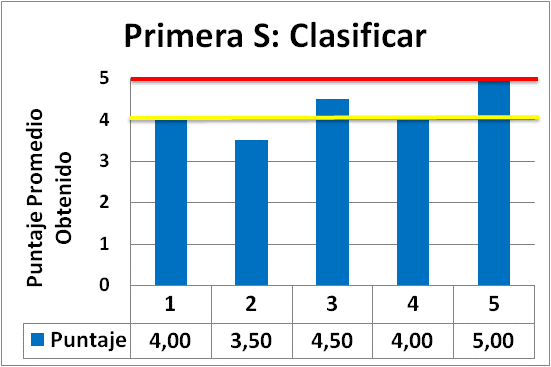 Primera S: Clasificar
Puntaje Promedio
Obtenido
5
4
3
2
1
0
1 2 3 4 5
Puntaje 4,00 3,50 4,50 4,00 5,00